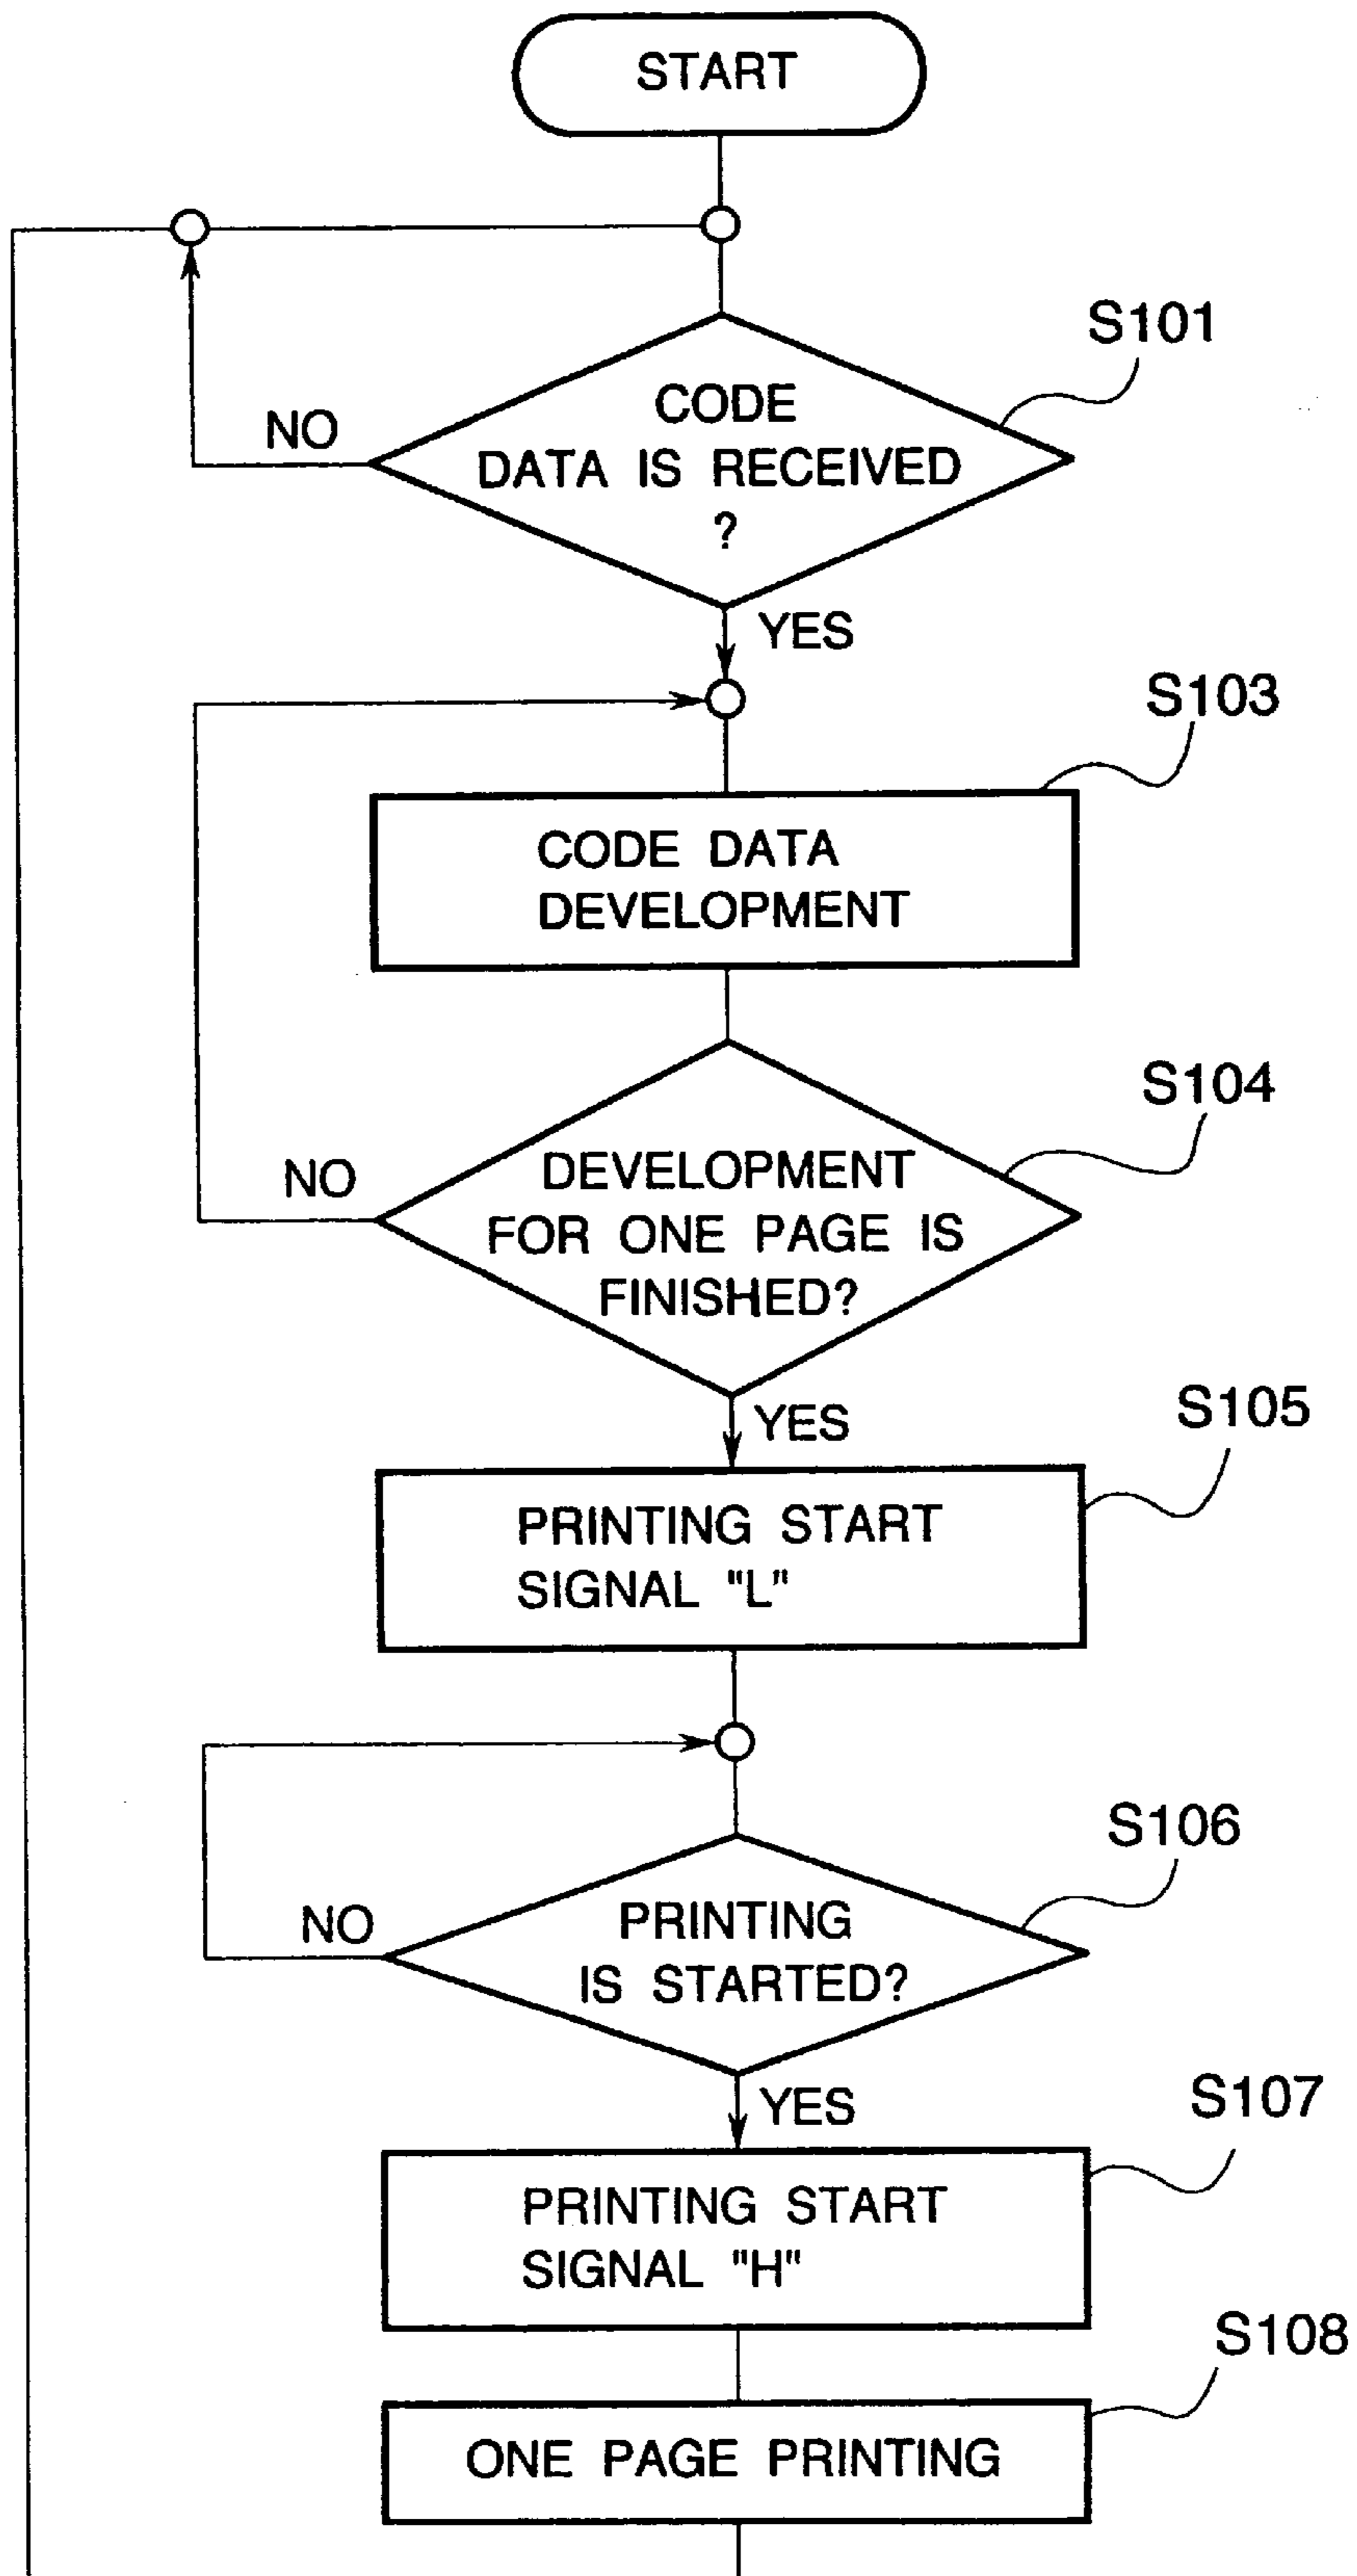 START
S101
CODE
NO
DATA IS RECEIVED
?
YES
S103
CODE DATA
DEVELOPMENT
S104
NO
DEVELOPMENT
FOR ONE PAGE IS
FINISHED?
YES
S105
PRINTING START
SIGNAL "L"
S106
NO
PRINTING
IS STARTED?
YES
S107
PRINTING START
SIGNAL "H"
S108
ONE PAGE PRINTING